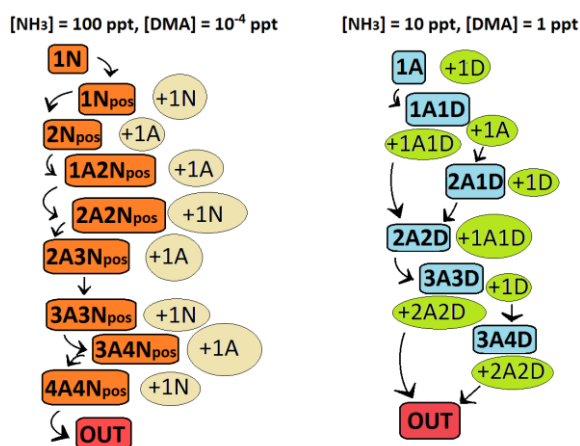 [NH₃] = 100 ppt, [DMA] = 10⁻⁴ ppt
1N
1Npos +1N
2Npos +1A
1A2Npos +1A
2A2Npos +1N
2A3Npos +1A
3A3Npos +1N
3A4Npos +1A
4A4Npos +1N
OUT
[NH₃] = 10 ppt, [DMA] = 1 ppt
1A +1D
1A1D
+1A1D +1A
2A1D +1D
2A2D +1A1D
3A3D +1D
+2A2D
3A4D
+2A2D
OUT